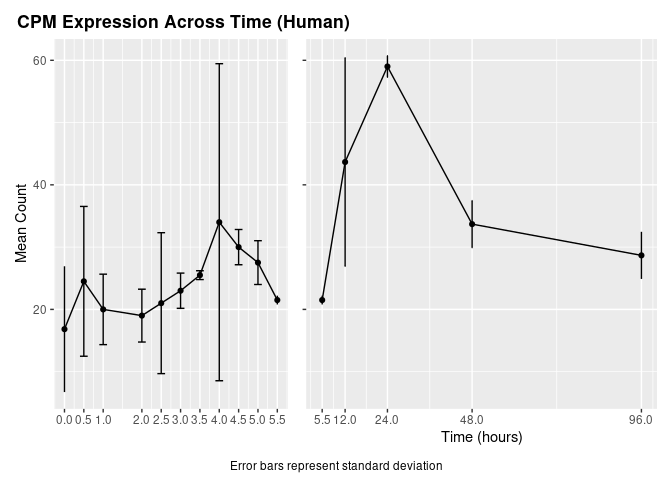 CPM Expression Across Time (Human)
Mean Count
60
40
20
0.0 0.5 1.0 2.0 2.5 3.0 3.5 4.0 4.5 5.0 5.5
5.5 12.0 24.0 48.0 96.0
Time (hours)
Error bars represent standard deviation